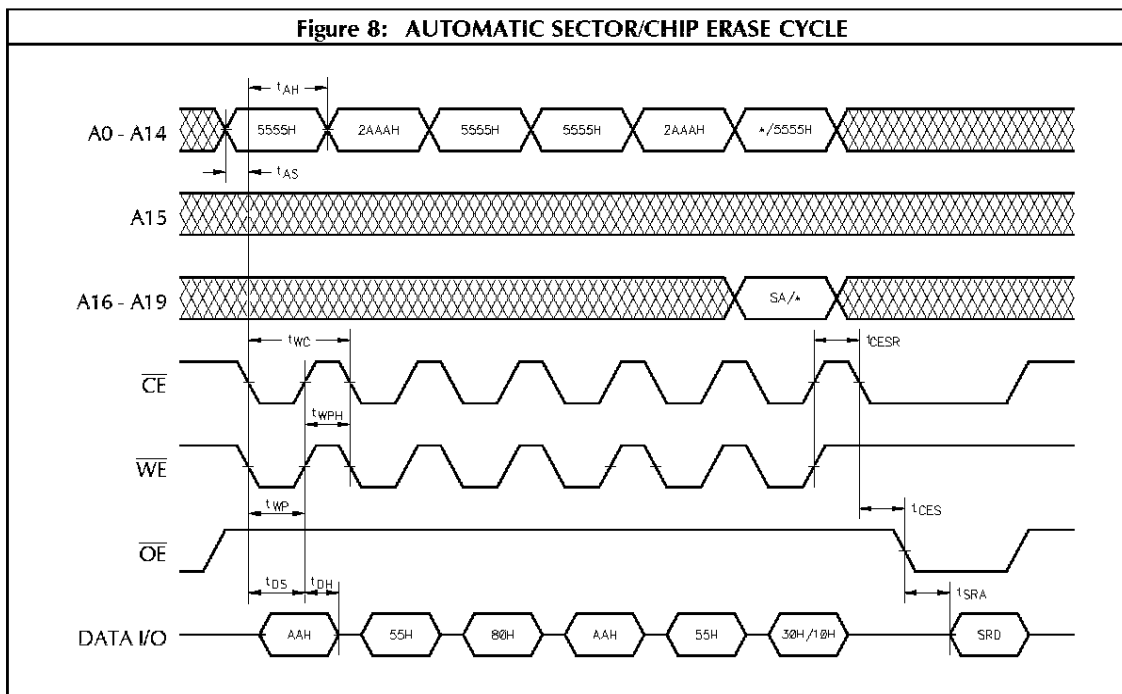 Figure 8: AUTOMATIC SECTOR/CHIP ERASE CYCLE
tAH
A0 - A14
5555H 2AAAH 5555H 5555H 2AAAH */5555H
tAS
A15
A16 - A19
SA/*
tWC
tCESR
CE
tWPH
WE
tWP
tCES
OE
tDS tDH
tSRA
DATA I/O
AAH 55H 80H AAH 55H 30H/10H SRD